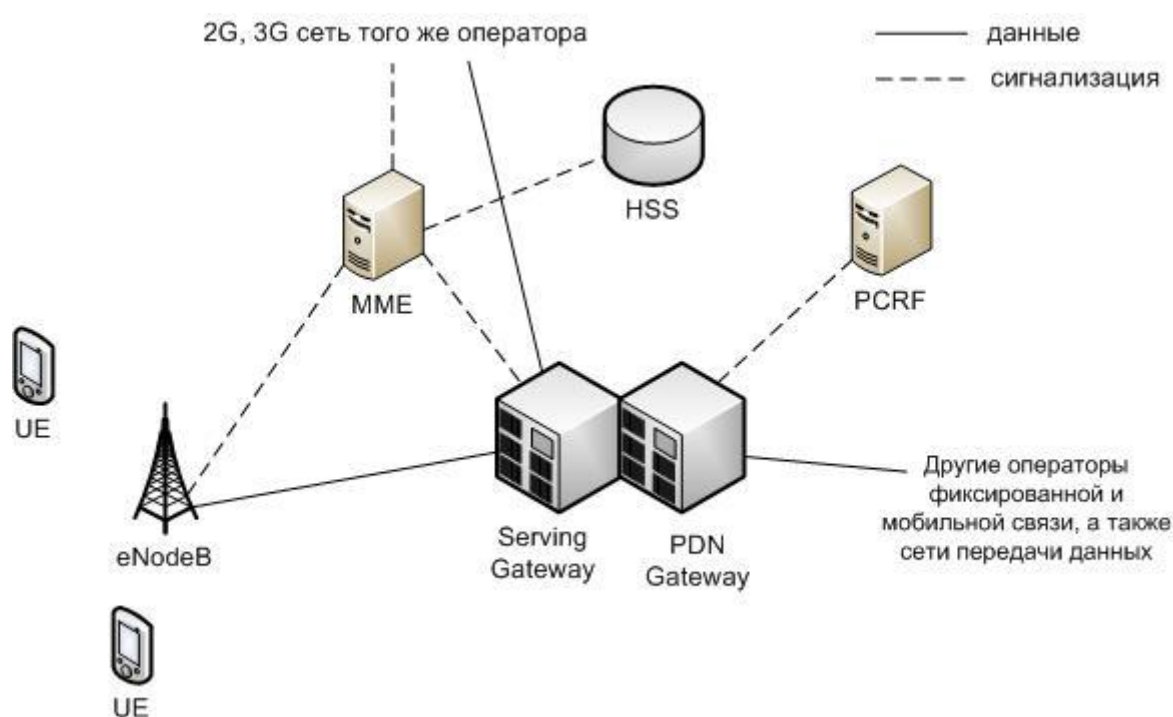 2G, 3G сеть того же оператора
данные
сигнализация
HSS
MME
PCRF
UE
eNodeB
Serving
Gateway
PDN
Gateway
Другие операторы
фиксированной и
мобильной связи, а также
сети передачи данных
UE